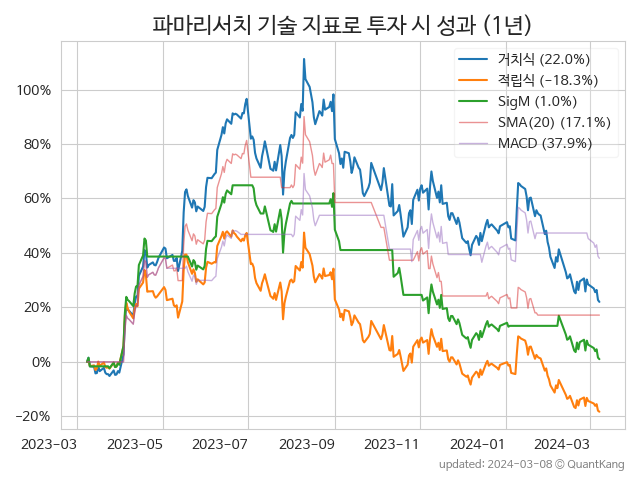 파마리서치 기술 지표로 투자 시 성과 (1년)
거치식 (22.0%)
적립식 (−18.3%)
SigM (1.0%)
SMA(20) (17.1%)
MACD (37.9%)
100%
80%
60%
40%
20%
0%
−20%
2023−03 2023−05 2023−07 2023−09 2023−11 2024−01 2024−03
updated: 2024−03−08 © QuantKang